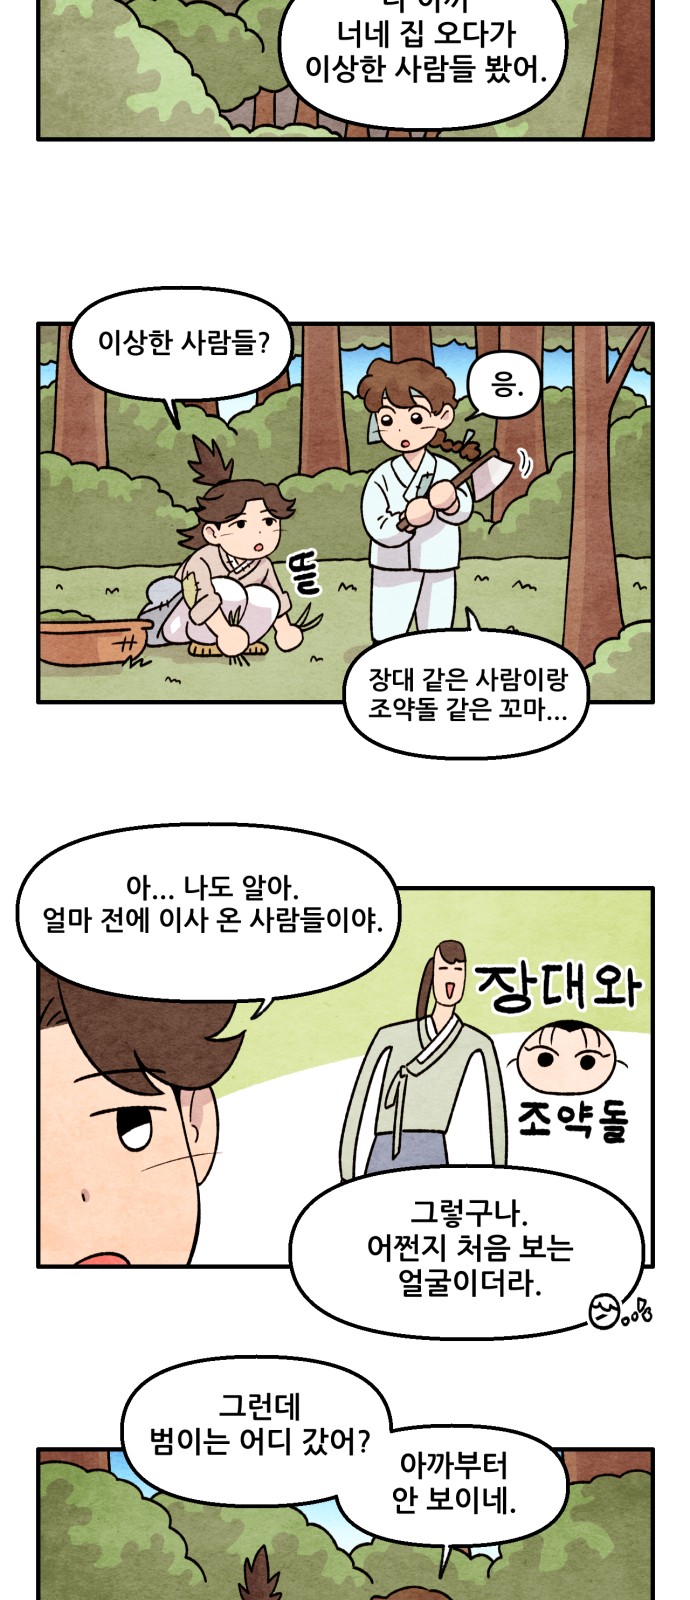 너네 집 오다가
이상한 사람들 봤어.
이상한 사람들?
응.
뜯
장대 같은 사람이랑
조약돌 같은 꼬마...
아... 나도 알아.
얼마 전에 이사 온 사람들이야.
장대와
조약돌
그렇구나.
어쩐지 처음 보는
얼굴이더라.
그런데
범이는 어디 갔어?
아까부터
안 보이네.